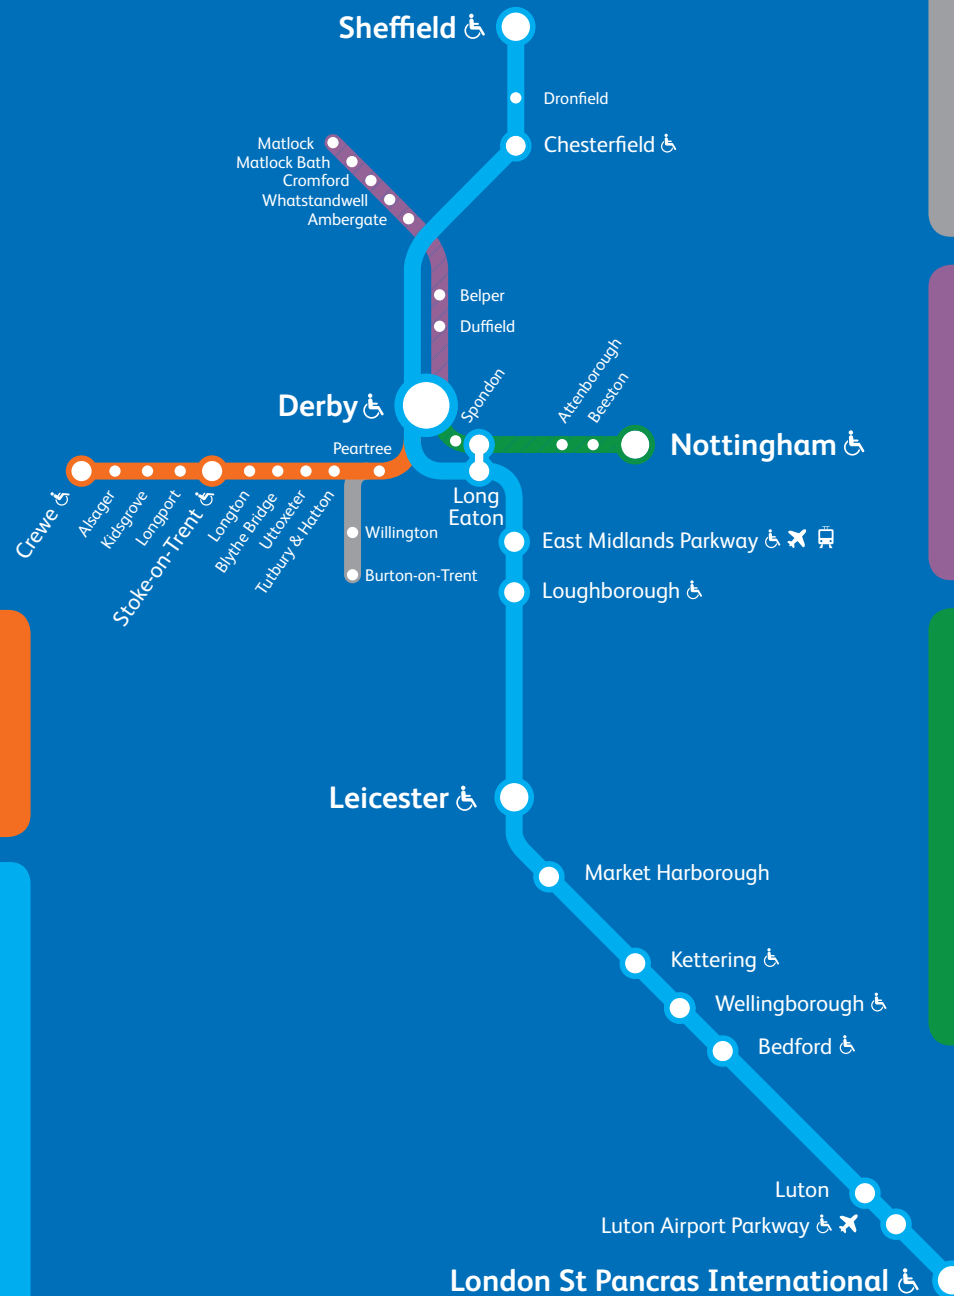 Sheffield
Dronfield
Chesterfield
Matlock
Matlock Bath
Cromford
Whatstandwell
Ambergate
Belper
Duffield
Derby
Spondon
Attenborough
Beeston
Nottingham
Peartree
Long
Eaton
Crewe
Alsager
Kidsgrove
Longport
Stoke-on-Trent
Longton
Blythe Bridge
Uttoxeter
Tutbury & Hatton
Willington
Burton-on-Trent
East Midlands Parkway
Loughborough
Leicester
Market Harborough
Kettering
Wellingborough
Bedford
Luton
Luton Airport Parkway
London St Pancras International